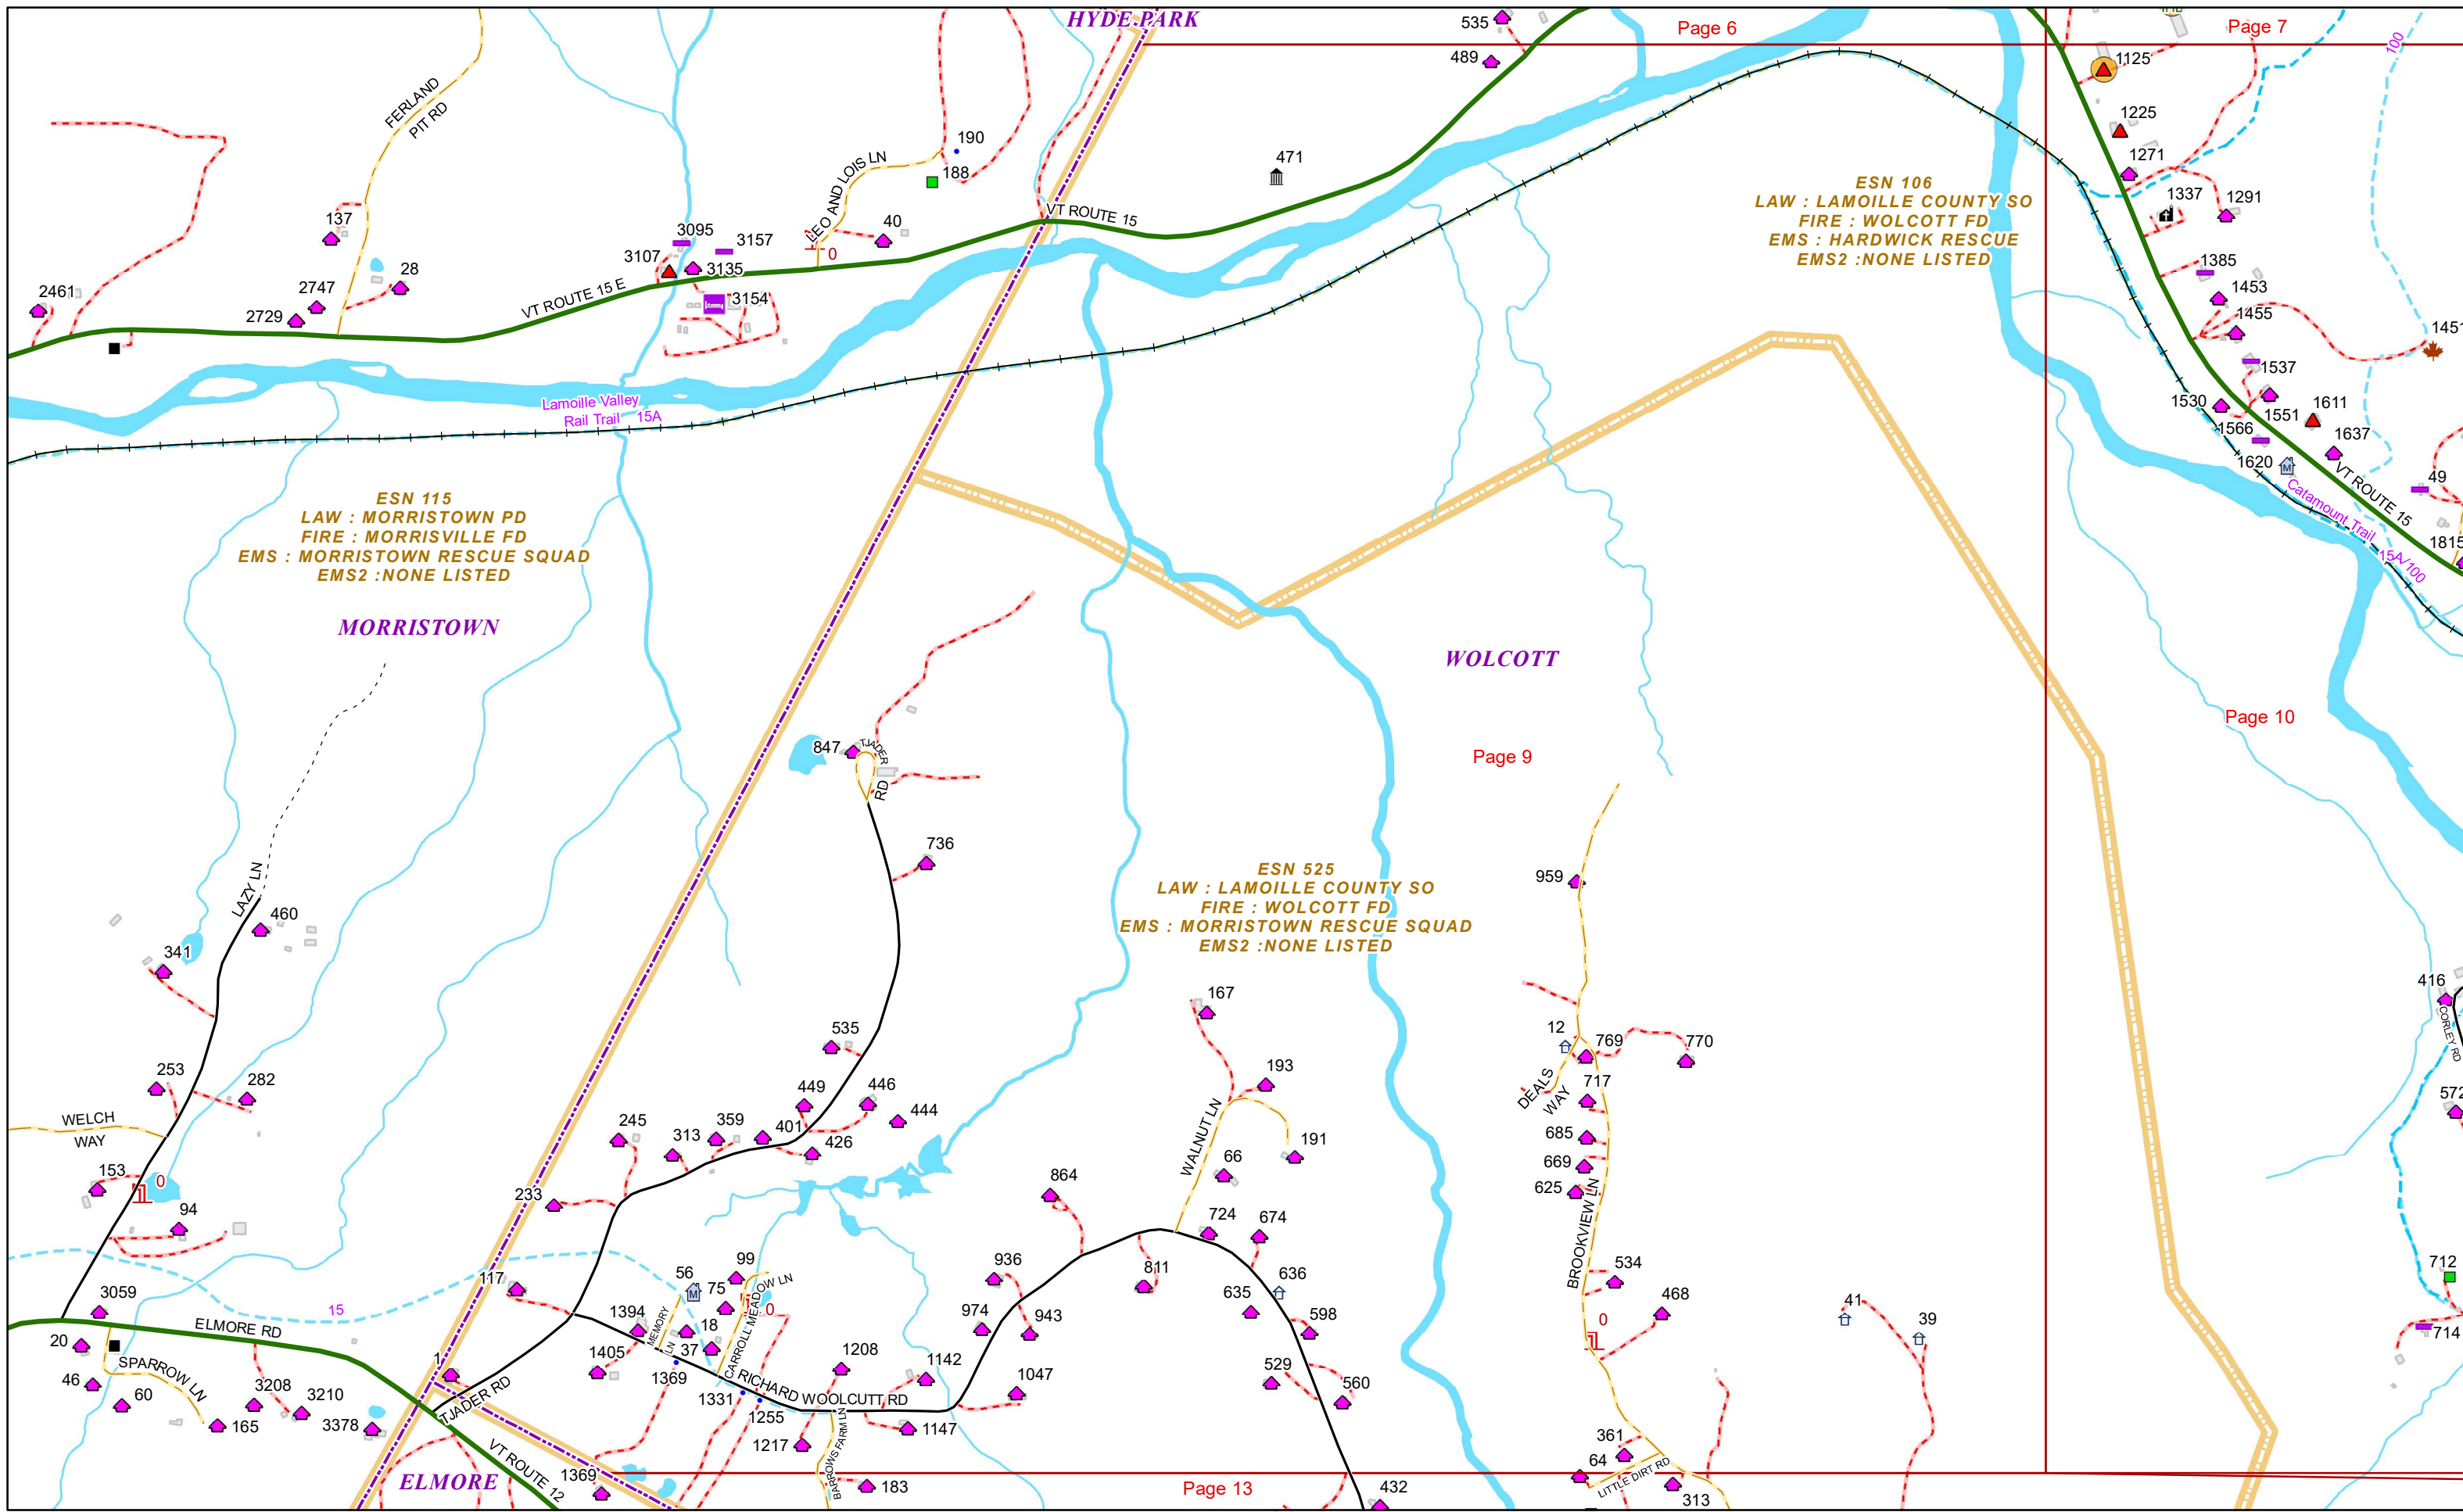 HYDE PARK
535
Page 6
Page 7
100
489
1125
FERLAND
PIT RD
1225
190
471
1271
LEO AND LOIS LN
188
ESN 106
LAW : LAMOILLE COUNTY SO
FIRE : WOLCOTT FD
EMS : HARDWICK RESCUE
EMS2 :NONE LISTED
1337
1291
137
VT ROUTE 15
40
3095
3157
0
3107
3135
28
1385
2461
2747
2729
VT ROUTE 15 E
3154
1453
1455
1451
1537
Lamoille Valley
Rail Trail 15A
1530
1551
1611
1566
1637
1620
M
VT ROUTE 15
49
Catamount Trail
15A/100
1815
ESN 115
LAW : MORRISTOWN PD
FIRE : MORRISVILLE FD
EMS : MORRISTOWN RESCUE SQUAD
EMS2 :NONE LISTED
MORRISTOWN
WOLCOTT
Page 10
Page 9
847
TJADER
RD
736
ESN 525
LAW : LAMOILLE COUNTY SO
FIRE : WOLCOTT FD
EMS : MORRISTOWN RESCUE SQUAD
EMS2 :NONE LISTED
959
LAZY LN
460
341
416
CORLEY RD
167
535
12
769
770
253
282
193
449
446
444
DEALS
WAY
717
572
WELCH
WAY
245
313
359
401
426
WALNUT LN
191
685
669
625
66
153
0
864
233
94
724
674
BROOKVIEW LN
534
712
117
56
M
75
99
936
811
635
636
468
41
39
3059
15
1394
MEMORY
LN
18
CARROLL MEADOW LN
0
974
943
598
0
714
20
ELMORE RD
37
1
1405
1208
1142
1047
529
560
SPARROW LN
46
60
3208
3210
165
3378
TJADER RD
1369
1331
1255
RICHARD
WOOLCUTT RD
1217
BARROWS FARM LN
1147
361
64
LITTLE DIRT RD
313
VT ROUTE 12
ELMORE
1369
183
Page 13
432